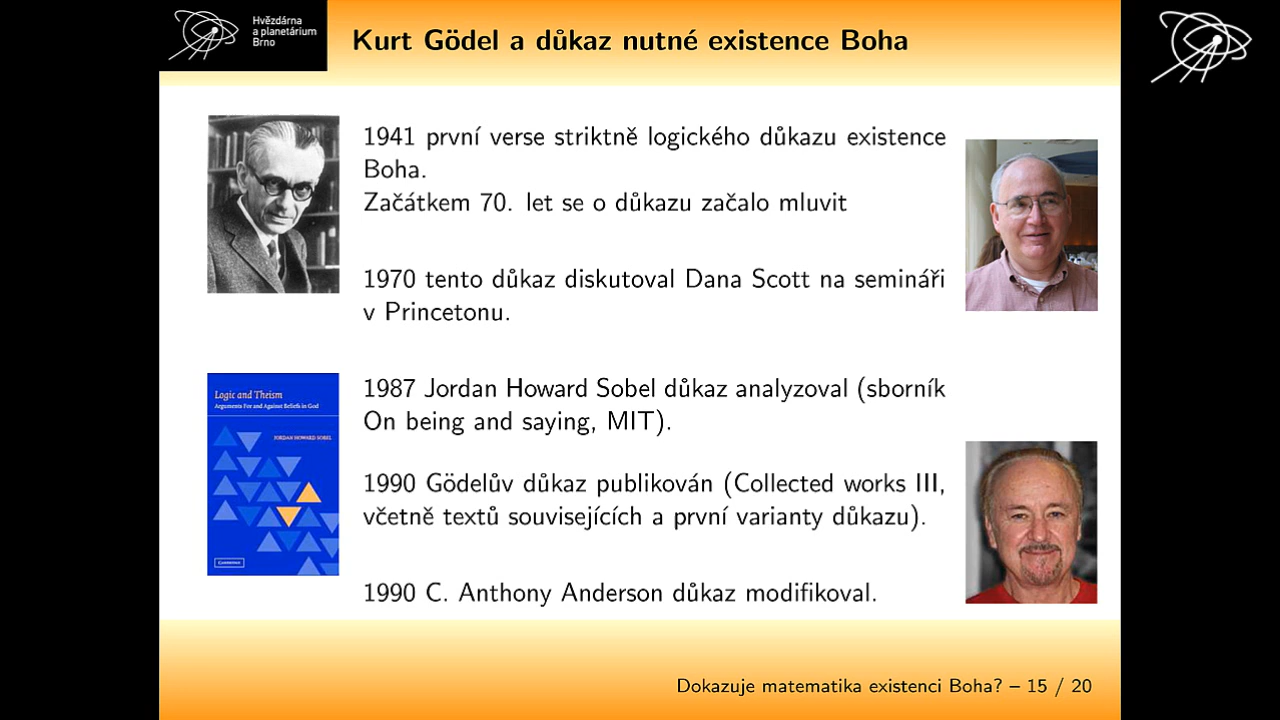 Hvězdárna
a planetárium
Brno
Kurt Gödel a důkaz nutné existence Boha
1941 první verse striktně logického důkazu existence
Boha.
Začátkem 70. let se o důkazu začalo mluvit
1970 tento důkaz diskutoval Dana Scott na semináři
v Princetonu.
Logic and Theism
Arguments For and Against Beliefs in God
JORDAN HOWARD SOBEL
CAMBRIDGE
1987 Jordan Howard Sobel důkaz analyzoval (sborník
On being and saying, MIT).
1990 Gödelův důkaz publikován (Collected works III,
včetně textů souvisejících a první varianty důkazu).
1990 C. Anthony Anderson důkaz modifikoval.
Dokazuje matematika existenci Boha? – 15 / 20